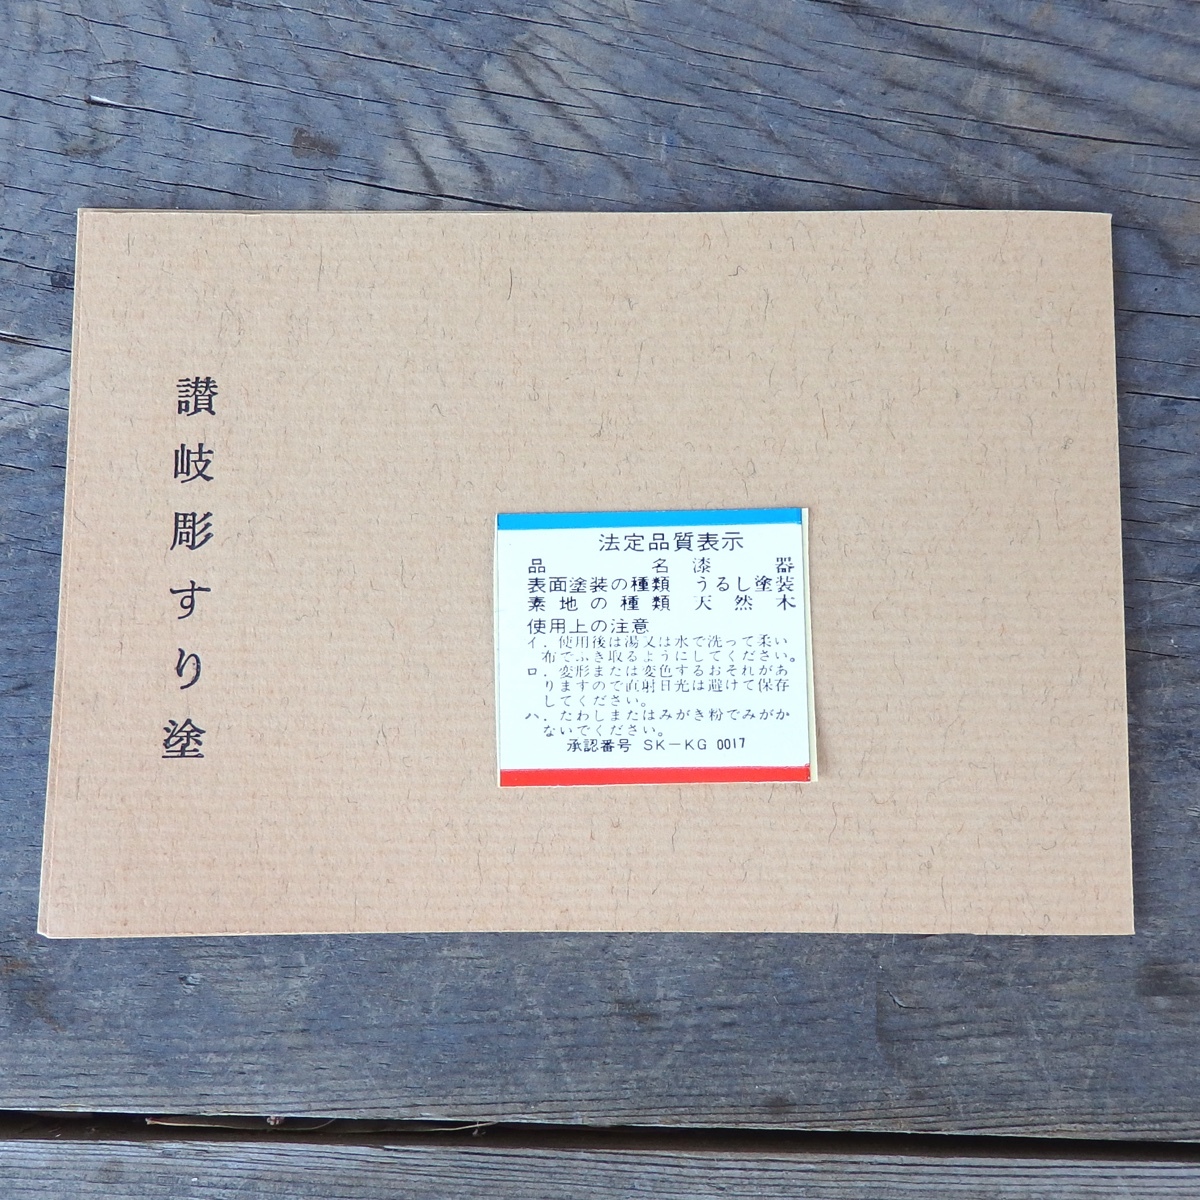 讃岐彫すり塗
法定品質表示
品名 漆器
表面塗装の種類 うるし塗装
素地の種類 天然木
使用上の注意
イ．使用後は湯又は水で洗って柔い
布でふき取るようにしてください。
ロ．変形または変色するおそれがあ
りますので直射日光は避けて保存
してください。
ハ．たわしまたはみがき粉でみがか
ないでください。
承認番号 SK－KG 0017